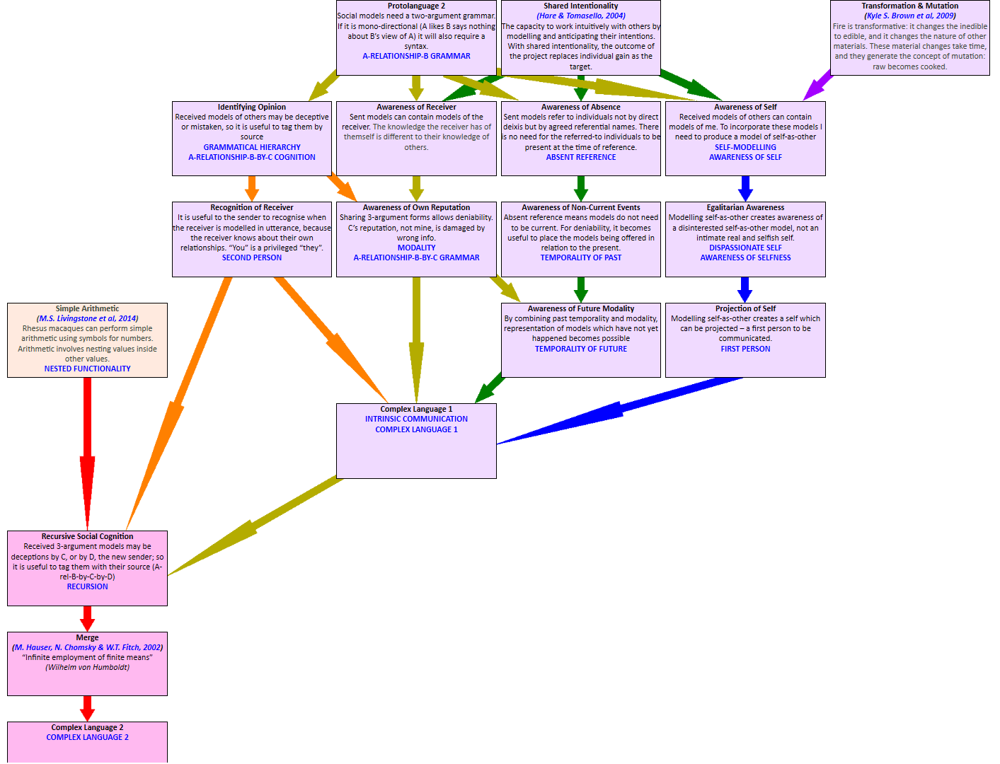 Protolanguage 2
Social models need a two-argument grammar.
If it is mono-directional (A likes B says nothing
about B’s view of A) it will also require a
syntax.
A-RELATIONSHIP-B GRAMMAR
Shared Intentionality
(Hare & Tomasello, 2004)
The capacity to work intuitively with others by
modelling and anticipating their intentions.
With shared intentionality, the outcome of
the project replaces individual gain as the
target.
Transformation & Mutation
(Kyle S. Brown et al, 2009)
Fire is transformative: it changes the inedible
to edible, and it changes the nature of other
materials. These material changes take time,
and they generate the concept of mutation:
raw becomes cooked.
Identifying Opinion
Received models of others may be deceptive
or mistaken, so it is useful to tag them by
source
GRAMMATICAL HIERARCHY
A-RELATIONSHIP-B-BY-C COGNITION
Awareness of Receiver
Sent models can contain models of the
receiver. The knowledge the receiver has of
themself is different to their knowledge of
others.
Awareness of Absence
Sent models refer to individuals not by direct
deixis but by agreed referential names. There
is no need for the referred-to individuals to be
present at the time of reference.
ABSENT REFERENCE
Awareness of Self
Received models of others can contain
models of me. To incorporate these models I
need to produce a model of self-as-other
SELF-MODELLING
AWARENESS OF SELF
Recognition of Receiver
It is useful to the sender to recognise when
the receiver is modelled in utterance, because
the receiver knows about their own
relationships. “You” is a privileged “they”.
SECOND PERSON
Awareness of Own Reputation
Sharing 3-argument forms allows deniability.
C’s reputation, not mine, is damaged by
wrong info.
MODALITY
A-RELATIONSHIP-B-BY-C GRAMMAR
Awareness of Non-Current Events
Absent reference means models do not need
to be current. For deniability, it becomes
useful to place the models being offered in
relation to the present.
TEMPORALITY OF PAST
Egalitarian Awareness
Modelling self-as-other creates awareness of
a disinterested self-as-other model, not an
intimate real and selfish self.
DISPASSIONATE SELF
AWARENESS OF SELFNESS
Simple Arithmetic
(M.S. Livingstone et al, 2014)
Rhesus macaques can perform simple
arithmetic using symbols for numbers.
Arithmetic involves nesting values inside
other values.
NESTED FUNCTIONALITY
Awareness of Future Modality
By combining past temporality and modality,
representation of models which have not yet
happened becomes possible
TEMPORALITY OF FUTURE
Projection of Self
Modelling self-as-other creates a self which
can be projected – a first person to be
communicated.
FIRST PERSON
Complex Language 1
INTRINSIC COMMUNICATION
COMPLEX LANGUAGE 1
Recursive Social Cognition
Received 3-argument models may be
deceptions by C, or by D, the new sender; so
it is useful to tag them with their source (A-
rel-B-by-C-by-D)
RECURSION
Merge
(M. Hauser, N. Chomsky & W.T. Fitch, 2002)
“Infinite employment of finite means”
(Wilhelm von Humboldt)
Complex Language 2
COMPLEX LANGUAGE 2